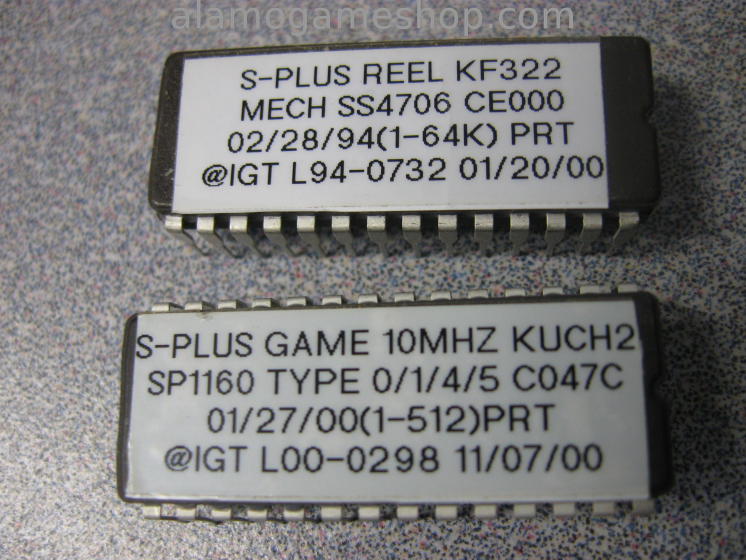 alamogameshop.com
S-PLUS REEL KF322
MECH SS4706 CE000
02/28/94(1-64K) PRT
@IGT L94-0732 01/20/00
S-PLUS GAME 10MHZ KUCH2
SP1160 TYPE 0/1/4/5 C047C
01/27/00(1-512)PRT
@IGT L00-0298 11/07/00